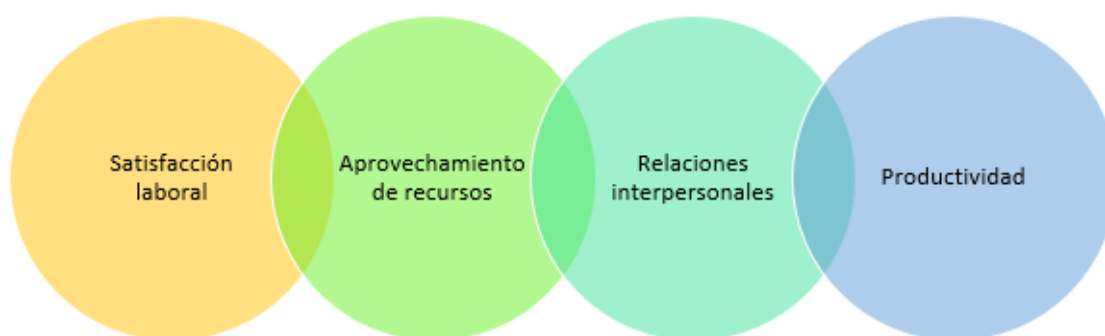 Satisfacción
laboral
Aprovechamiento
de recursos
Relaciones
interpersonales
Productividad